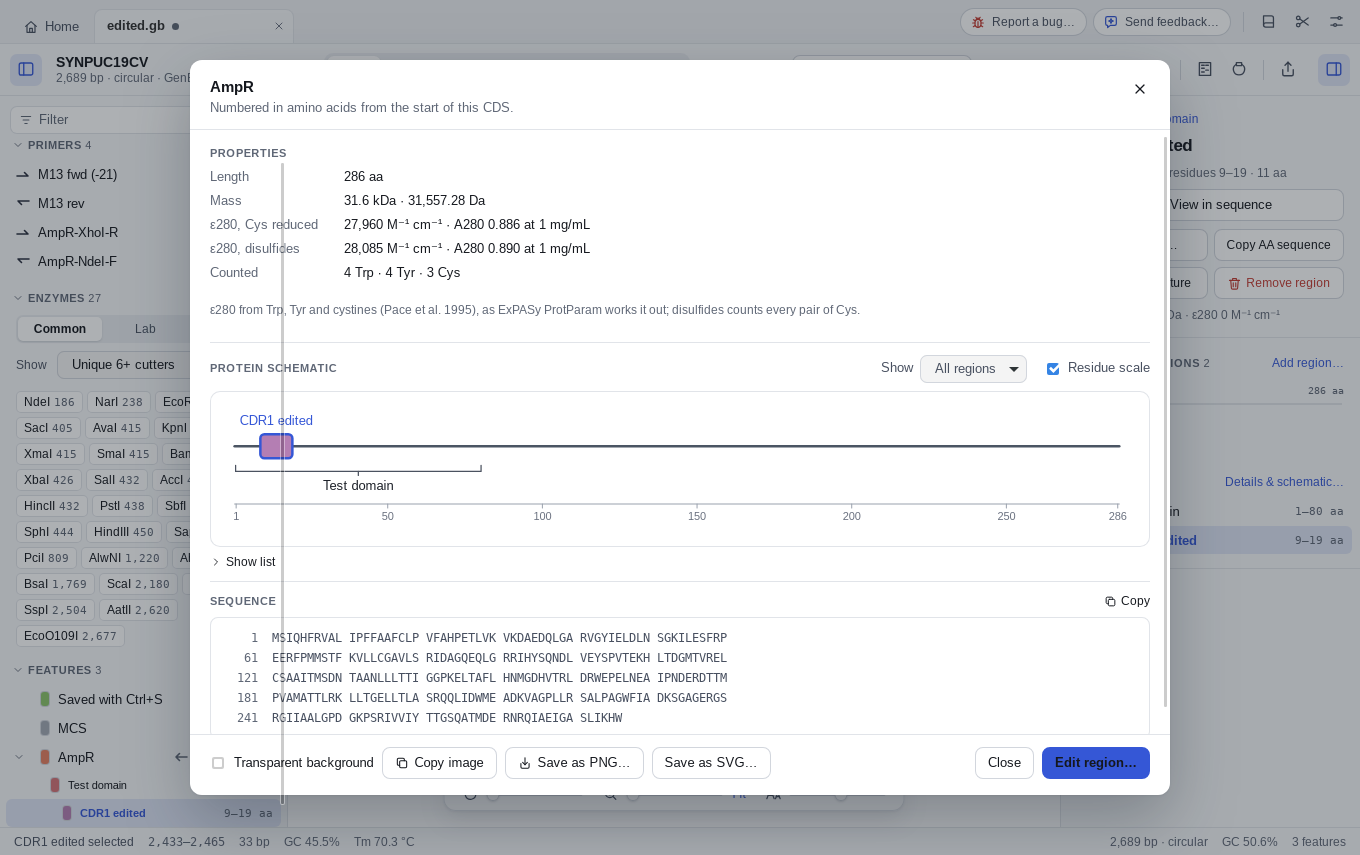 Home
edited.gb
Report a bug…
Send feedback…
SYNPUC19CV
2,689 bp · circular · GenB
Filter
PRIMERS 4
M13 fwd (-21)
M13 rev
AmpR-XhoI-R
AmpR-NdeI-F
ENZYMES 27
Common Lab
Show Unique 6+ cutters
NdeI 186 NarI 238 EcoR
SacI 405 AvaI 415 KpnI
XmaI 415 SmaI 415 Bam
XbaI 426 SalI 432 AccI
HincII 432 PstI 438 SbfI
SphI 444 HindIII 450
PciI 809 AlwNI 1,220
BsaI 1,769 ScaI 2,180
SspI 2,504 AatII 2,620
EcoO109I 2,677
FEATURES 3
Saved with Ctrl+S
MCS
AmpR
Test domain
CDR1 edited 9–19 aa
AmpR
Numbered in amino acids from the start of this CDS.
PROPERTIES
Length 286 aa
Mass 31.6 kDa · 31,557.28 Da
ε280, Cys reduced 27,960 M⁻¹ cm⁻¹ · A280 0.886 at 1 mg/mL
ε280, disulfides 28,085 M⁻¹ cm⁻¹ · A280 0.890 at 1 mg/mL
Counted 4 Trp · 4 Tyr · 3 Cys
ε280 from Trp, Tyr and cystines (Pace et al. 1995), as ExPASy ProtParam works it out; disulfides counts every pair of Cys.
PROTEIN SCHEMATIC
Show All regions Residue scale
CDR1 edited
Test domain
1 50 100 150 200 250 286
Show list
SEQUENCE
Copy
1 MSIQHFRVAL IPFFAAFCLP VFAHPETLVK VKDAEDQLGA RVGYIELDLN SGKILESFRP
61 EERFPMMSTF KVLLCGAVLS RIDAGQEQLG RRIHYSQNDL VEYSPVTEKH LTDGMTVREL
121 CSAAITMSDN TAANLLLTTI GGPKELTAFL HNMGDHVTRL DRWEPELNEA IPNDERDTTM
181 PVAMATTLRK LLTGELLTLA SRQQLIDWME ADKVAGPLLR SALPAGWFIA DKSGAGERGS
241 RGIIAALGPD GKPSRIVVIY TTGSQATMDE RNRQIAEIGA SLIKHW
Transparent background
Copy image
Save as PNG…
Save as SVG…
Close
Edit region…
omain
ted
residues 9–19 · 11 aa
View in sequence
Copy AA sequence
ture
Remove region
Da · ε280 0 M⁻¹ cm⁻¹
IONS 2
Add region…
286 aa
Details & schematic…
in 1–80 aa
dited 9–19 aa
CDR1 edited selected 2,433–2,465 33 bp GC 45.5% Tm 70.3 °C
2,689 bp · circular GC 50.6% 3 features